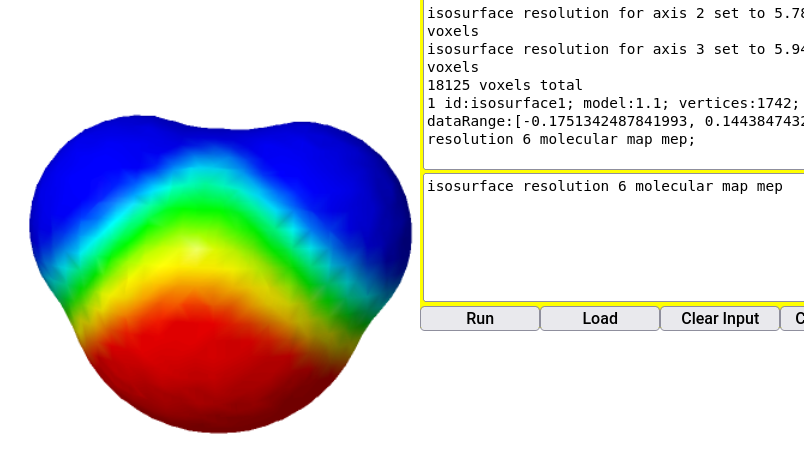 isosurface resolution for axis 2 set to 5.78
voxels
isosurface resolution for axis 3 set to 5.94
voxels
18125 voxels total
1 id:isosurface1; model:1.1; vertices:1742;
dataRange:[-0.1751342487841993, 0.1443847432
resolution 6 molecular map mep;
isosurface resolution 6 molecular map mep
Run Load Clear Input C